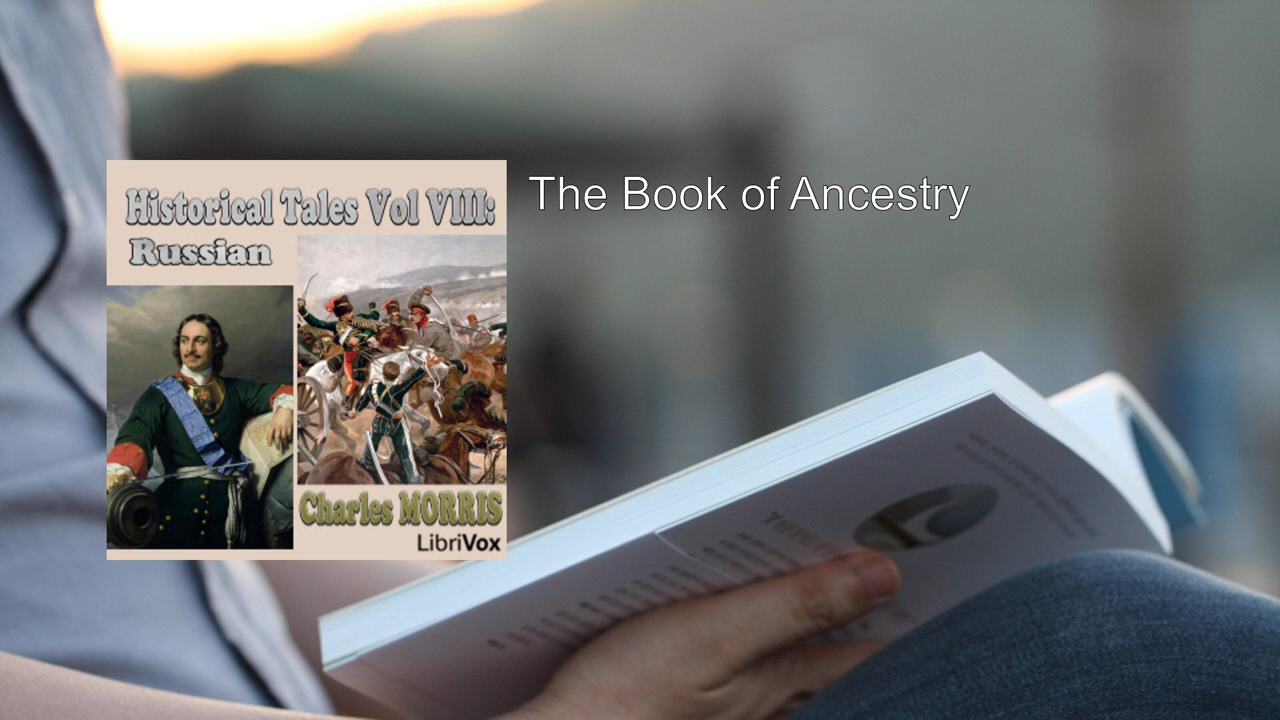 Historical Tales Vol VIII:
Russian
Charles MORRIS
LibriVox
The Book of Ancestry